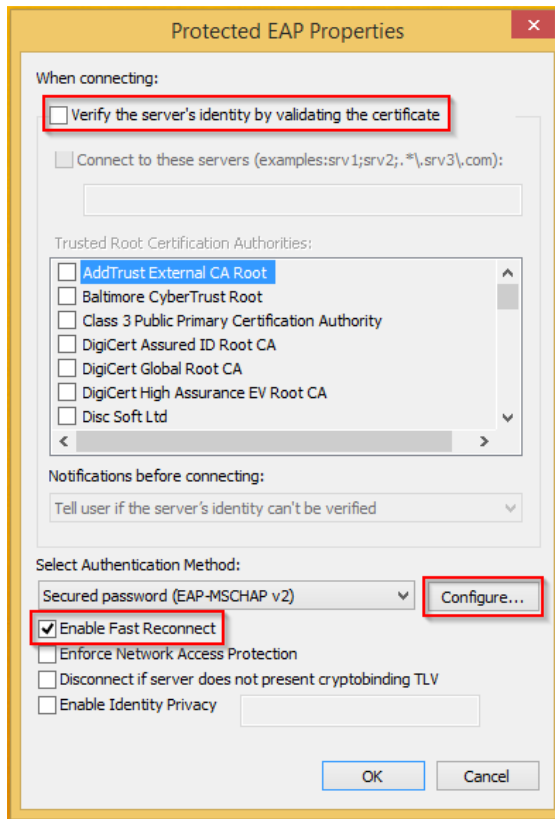 Protected EAP Properties
When connecting:
Verify the server's identity by validating the certificate
Connect to these servers (examples:srv1;srv2;.*\.srv3\.com):
Trusted Root Certification Authorities:
AddTrust External CA Root
Baltimore CyberTrust Root
Class 3 Public Primary Certification Authority
DigiCert Assured ID Root CA
DigiCert Global Root CA
DigiCert High Assurance EV Root CA
Disc Soft Ltd
Notifications before connecting:
Tell user if the server's identity can't be verified
Select Authentication Method:
Secured password (EAP-MSCHAP v2) Configure...
Enable Fast Reconnect
Enforce Network Access Protection
Disconnect if server does not present cryptobinding TLV
Enable Identity Privacy
OK Cancel